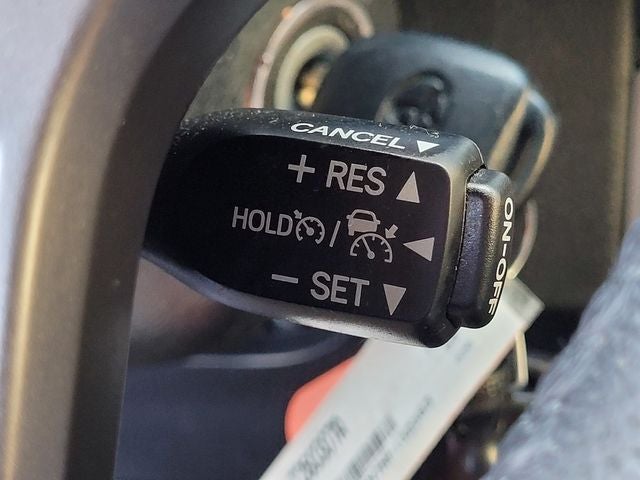 CANCEL ▼
+ RES ▲
HOLD / ◀
− SET ▼
ON-OFF